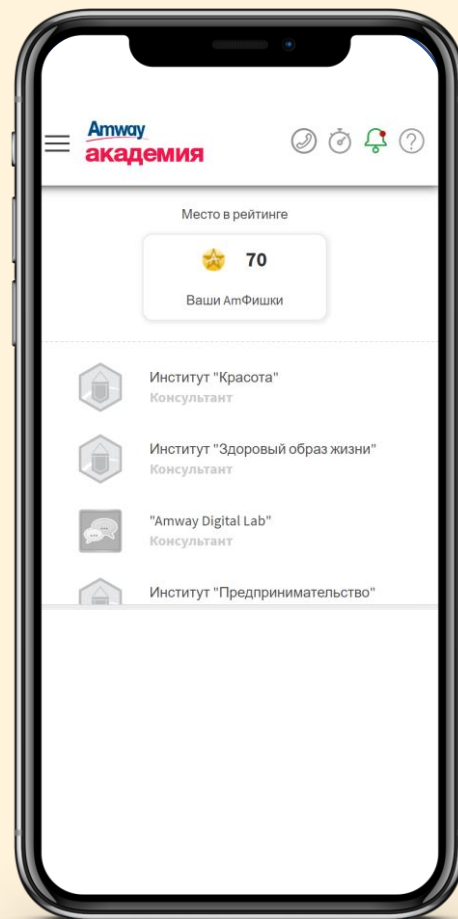 Amway
академия
?
Место в рейтинге
70
Ваши AmФишки
Институт "Красота"
Консультант
Институт "Здоровый образ жизни"
Консультант
"Amway Digital Lab"
Консультант
Институт "Предпринимательство"